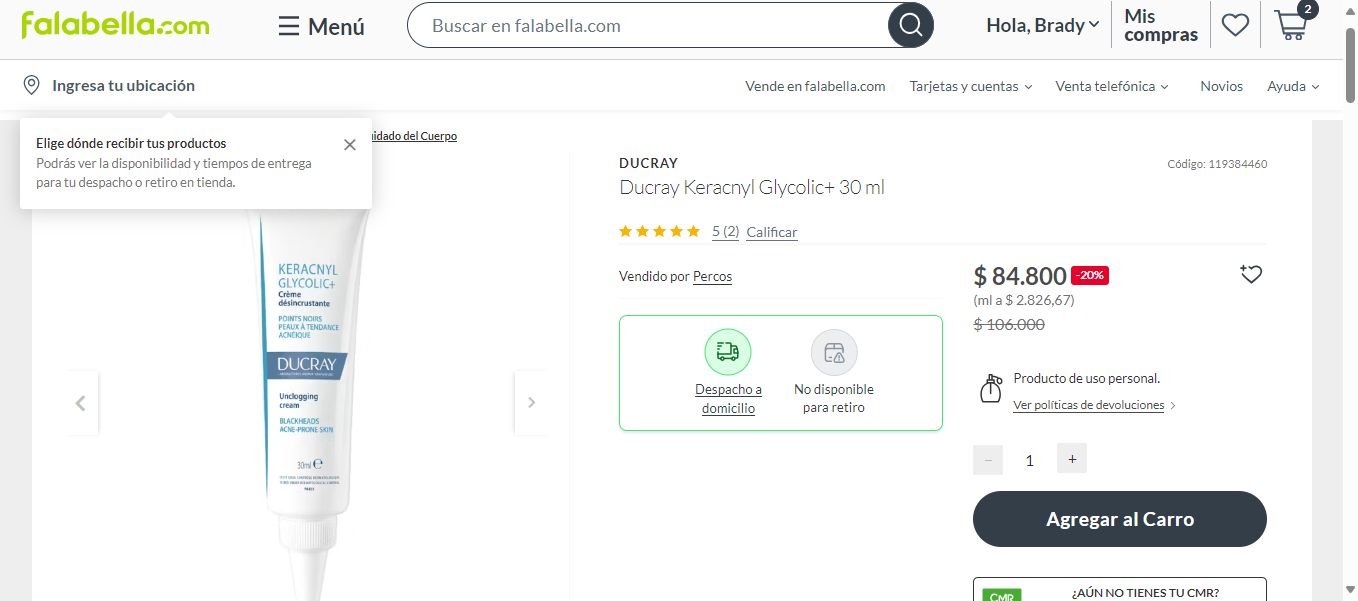 falabella.com
Menú
Buscar en falabella.com
Hola, Brady
Mis
compras
2
Ingresa tu ubicación
Vende en falabella.com
Tarjetas y cuentas
Venta telefónica
Novios
Ayuda
Elige dónde recibir tus productos
Podrás ver la disponibilidad y tiempos de entrega
para tu despacho o retiro en tienda.
uidado del Cuerpo
KERACNYL
GLYCOLIC+
Crème
désincrustante
POINTS NOIRS
PEAUX À TENDANCE
ACNÉIQUE
DUCRAY
Unclogging
cream
BLACKHEADS
ACNE-PRONE SKIN
30ml e
PARIS
DUCRAY
Código: 119384460
Ducray Keracnyl Glycolic+ 30 ml
5 (2) Calificar
Vendido por Percos
Despacho a
domicilio
No disponible
para retiro
$ 84.800 -20%
(ml a $ 2.826,67)
$ 106.000
Producto de uso personal.
Ver políticas de devoluciones
− 1 +
Agregar al Carro
CMR
¿AÚN NO TIENES TU CMR?